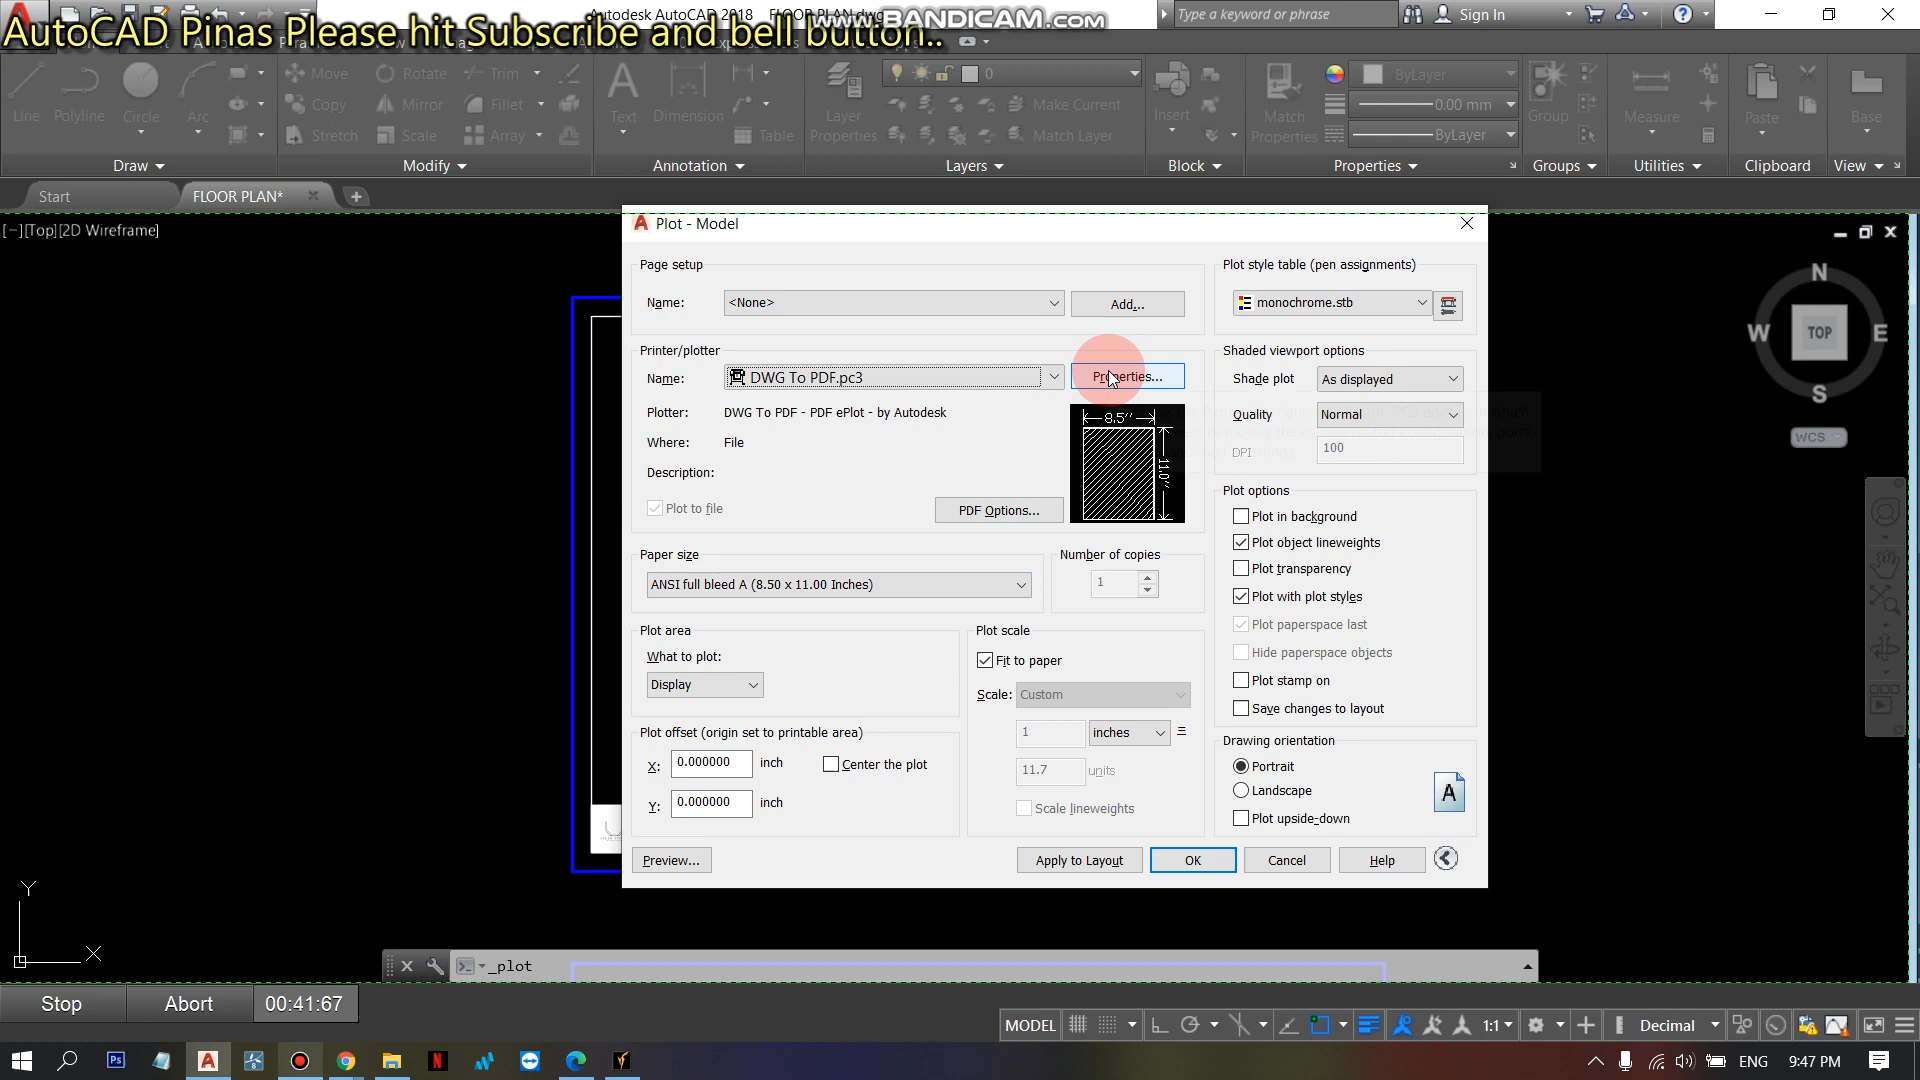 Autodesk AutoCAD 2018 FLOOR PLAN.dwg
www.BANDICAM.com
Type a keyword or phrase
Sign In
AutoCAD Pinas Please hit Subscribe and bell button..
Line
Polyline
Circle
Arc
Move
Rotate
Trim
Copy
Mirror
Fillet
Stretch
Scale
Array
Text
Dimension
Table
Layer
Properties
0
Make Current
Match Layer
Insert
Match
Properties
ByLayer
0.00 mm
ByLayer
Group
Measure
Paste
Base
Draw
Modify
Annotation
Layers
Block
Properties
Groups
Utilities
Clipboard
View
Start
FLOOR PLAN*
[−][Top][2D Wireframe]
N
W
TOP
E
S
WCS
Plot - Model
Page setup
Name:
<None>
Add...
Printer/plotter
Name:
DWG To PDF.pc3
Properties...
Plotter:
DWG To PDF - PDF ePlot - by Autodesk
Where:
File
Description:
Plot to file
PDF Options...
8.5″
11.0″
Paper size
ANSI full bleed A (8.50 x 11.00 Inches)
Number of copies
1
Plot area
What to plot:
Display
Plot scale
Fit to paper
Scale:
Custom
1
inches
=
11.7
units
Scale lineweights
Plot offset (origin set to printable area)
X:
0.000000
inch
Center the plot
Y:
0.000000
inch
Plot style table (pen assignments)
monochrome.stb
Shaded viewport options
Shade plot
As displayed
Quality
Normal
DPI
100
Plot options
Plot in background
Plot object lineweights
Plot transparency
Plot with plot styles
Plot paperspace last
Hide paperspace objects
Plot stamp on
Save changes to layout
Drawing orientation
Portrait
Landscape
Plot upside-down
A
Preview...
Apply to Layout
OK
Cancel
Help
Y
X
_plot
Stop
Abort
00:41:67
MODEL
1:1
Decimal
Ps
ENG
9:47 PM